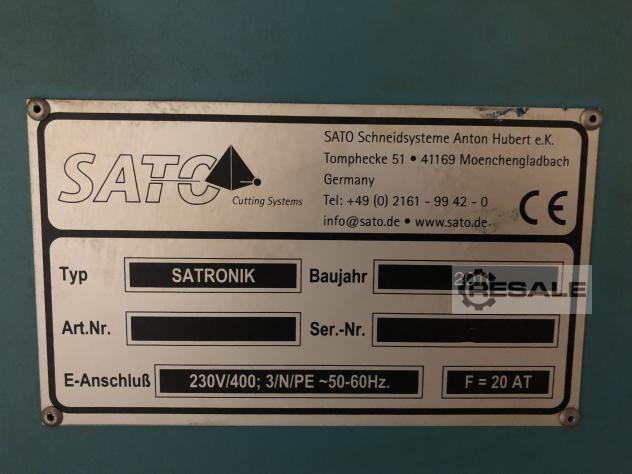 SATO
Cutting Systems
SATO Schneidsysteme Anton Hubert e.K.
Tomphecke 51 • 41169 Moenchengladbach
Germany
Tel: +49 (0) 2161 - 99 42 - 0
info@sato.de • www.sato.de
CE
Typ SATRONIK Baujahr
RESALE
Art.Nr. Ser.-Nr.
E-Anschluß 230V/400; 3/N/PE ~50-60Hz. F = 20 AT